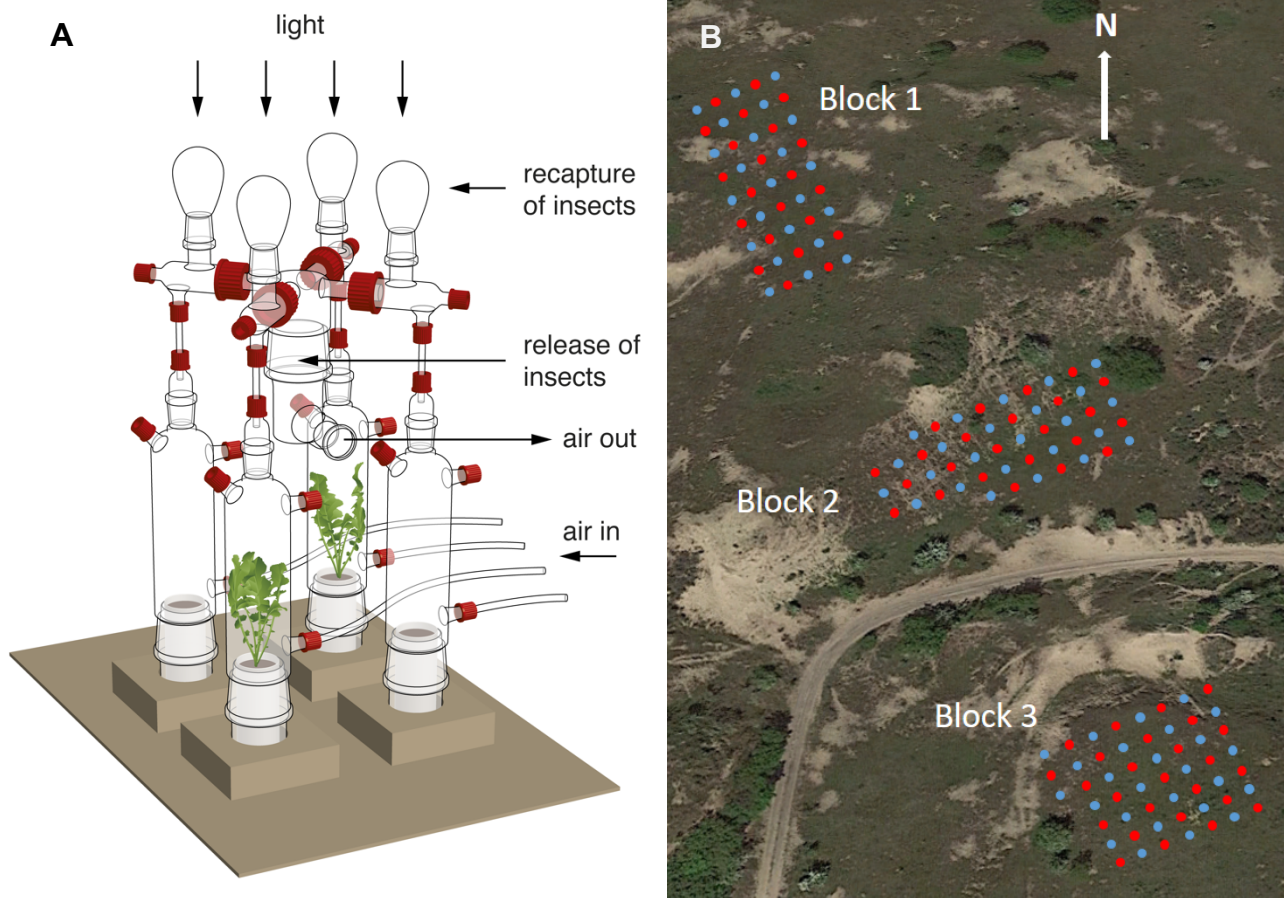 A
light
recapture
of insects
release of
insects
air out
air in
B
N
Block 1
Block 2
Block 3